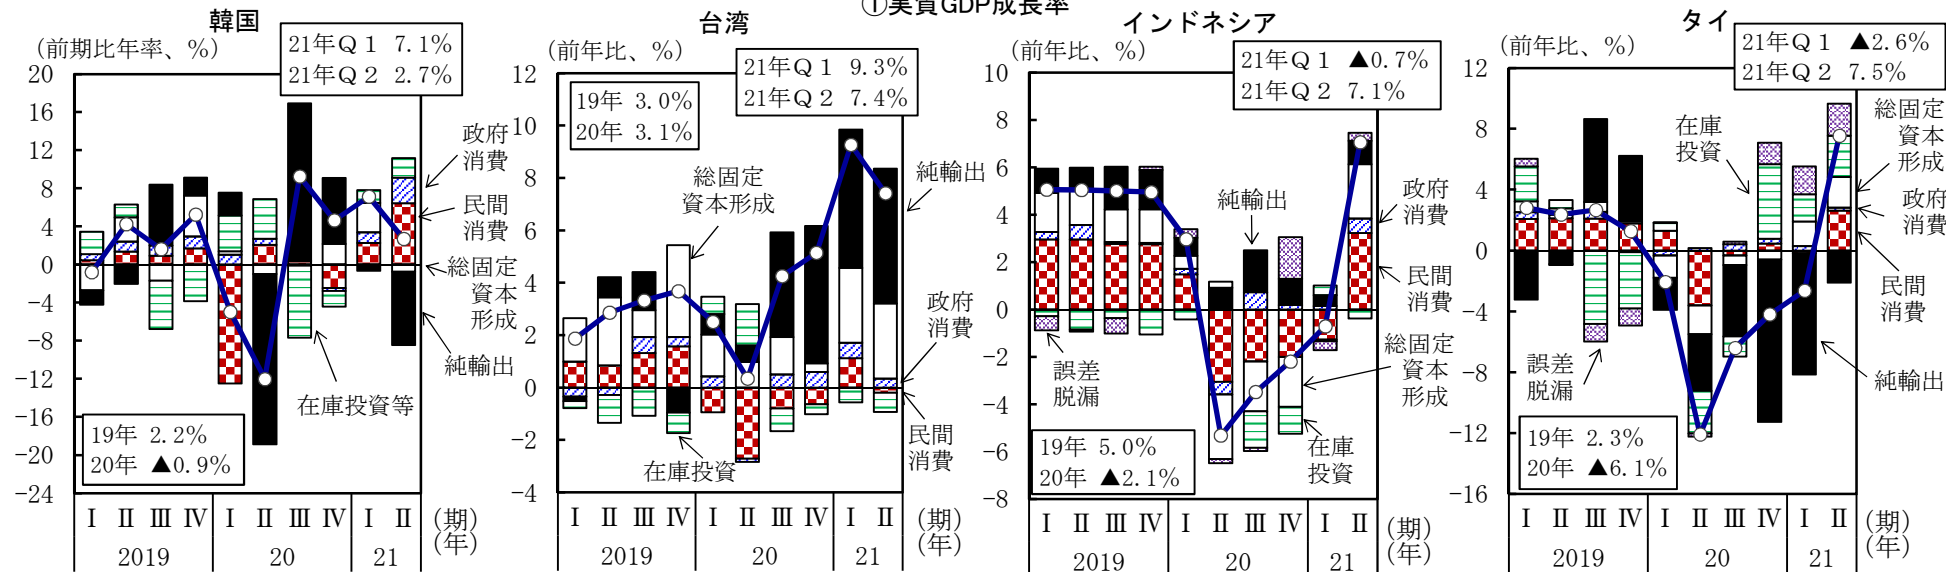 ①実質GDP成長率
韓国
（前期比年率、%）
21年Ｑ１ 7.1%
21年Ｑ２ 2.7%
20
16
12
8
4
0
−4
−8
−12
−16
−20
−24
政府
消費
民間
消費
総固定
資本
形成
純輸出
在庫投資等
19年 2.2%
20年 ▲0.9%
Ⅰ Ⅱ Ⅲ Ⅳ Ⅰ Ⅱ Ⅲ Ⅳ Ⅰ Ⅱ （期）
2019 20 21 （年）
台湾
（前年比、%）
21年Ｑ１ 9.3%
21年Ｑ２ 7.4%
19年 3.0%
20年 3.1%
12
10
8
6
4
2
0
−2
−4
総固定
資本形成
純輸出
政府
消費
民間
消費
在庫投資
Ⅰ Ⅱ Ⅲ Ⅳ Ⅰ Ⅱ Ⅲ Ⅳ Ⅰ Ⅱ （期）
2019 20 21 （年）
インドネシア
（前年比、%）
21年Ｑ１ ▲0.7%
21年Ｑ２ 7.1%
10
8
6
4
2
0
−2
−4
−6
−8
純輸出
政府
消費
民間
消費
総固定
資本
形成
誤差
脱漏
在庫
投資
19年 5.0%
20年 ▲2.1%
Ⅰ Ⅱ Ⅲ Ⅳ Ⅰ Ⅱ Ⅲ Ⅳ Ⅰ Ⅱ （期）
2019 20 21 （年）
タイ
（前年比、%）
21年Ｑ１ ▲2.6%
21年Ｑ２ 7.5%
12
8
4
0
−4
−8
−12
−16
在庫
投資
総固定
資本
形成
政府
消費
民間
消費
純輸出
誤差
脱漏
19年 2.3%
20年 ▲6.1%
Ⅰ Ⅱ Ⅲ Ⅳ Ⅰ Ⅱ Ⅲ Ⅳ Ⅰ Ⅱ （期）
2019 20 21 （年）